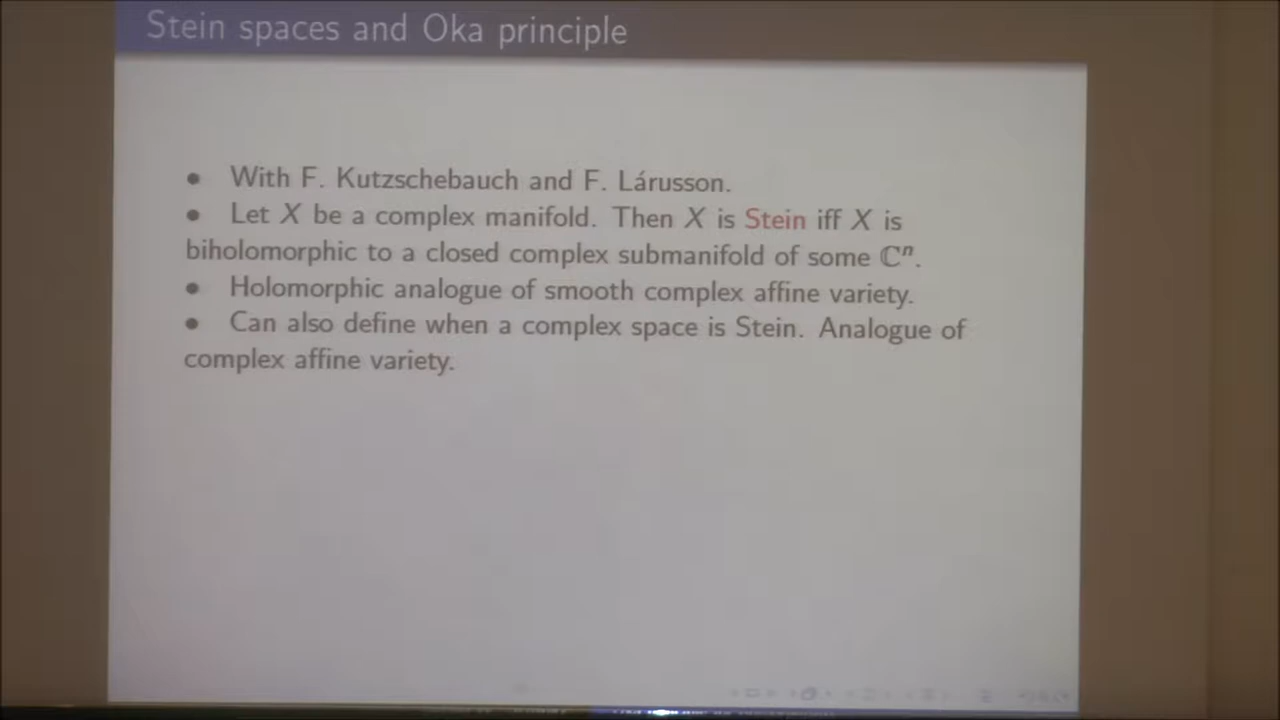 Stein spaces and Oka principle
• With F. Kutzschebauch and F. Lárusson.
• Let X be a complex manifold. Then X is Stein iff X is
biholomorphic to a closed complex submanifold of some ℂⁿ.
• Holomorphic analogue of smooth complex affine variety.
• Can also define when a complex space is Stein. Analogue of
complex affine variety.